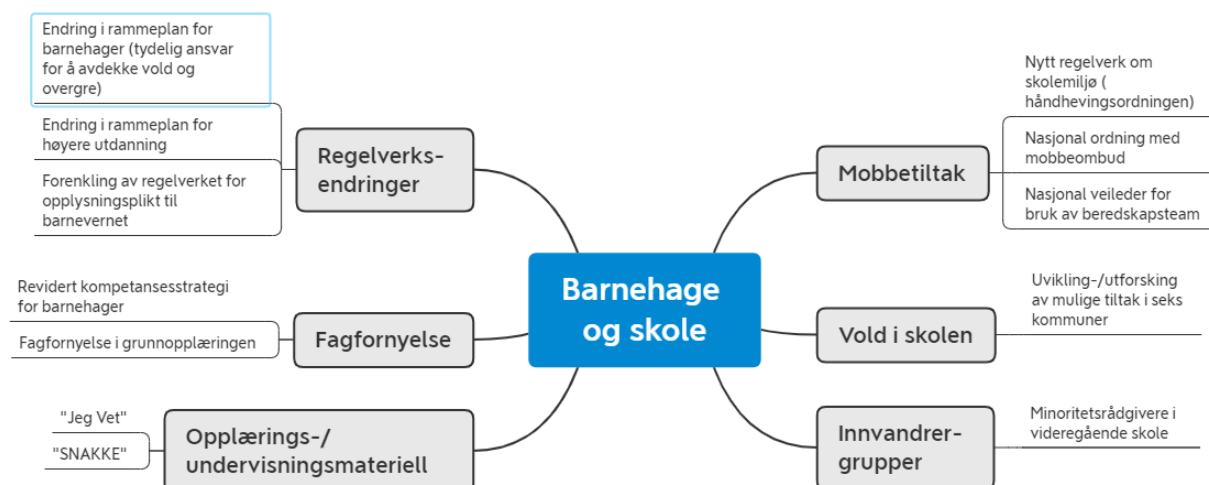 Endring i rammeplan for
barnehager (tydelig ansvar
for å avdekke vold og
overgre)
Endring i rammeplan for
høyere utdanning
Forenkling av regelverket for
opplysningsplikt til
barnevernet
Regelverks-
endringer
Revidert kompetansesstrategi
for barnehager
Fagfornyelse i grunnopplæringen
Fagfornyelse
"Jeg Vet"
"SNAKKE"
Opplærings-/
undervisningsmateriell
Barnehage
og skole
Mobbetiltak
Nytt regelverk om
skolemiljø (
håndhevingsordningen)
Nasjonal ordning med
mobbeombud
Nasjonal veileder for
bruk av beredskapsteam
Vold i skolen
Uvikling-/utforsking
av mulige tiltak i seks
kommuner
Innvandrer-
grupper
Minoritetsrådgivere i
videregående skole